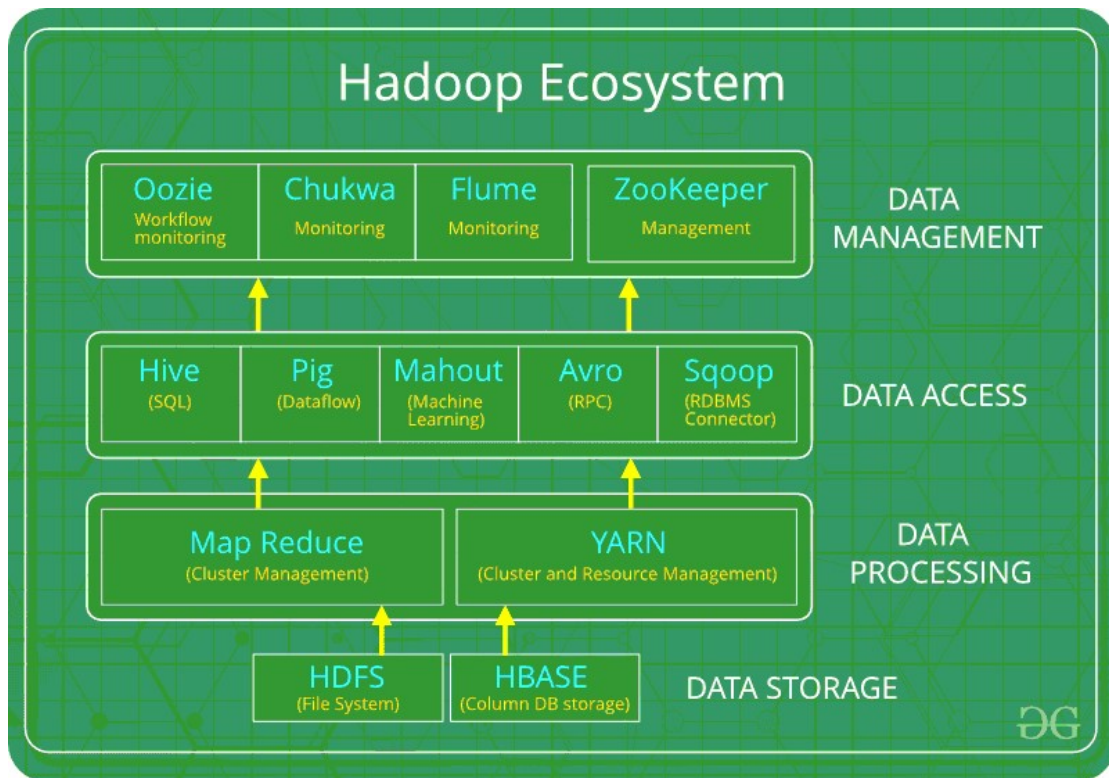 Hadoop Ecosystem
Oozie
Workflow
monitoring
Chukwa
Monitoring
Flume
Monitoring
ZooKeeper
Management
DATA
MANAGEMENT
Hive
(SQL)
Pig
(Dataflow)
Mahout
(Machine
Learning)
Avro
(RPC)
Sqoop
(RDBMS
Connector)
DATA ACCESS
Map Reduce
(Cluster Management)
YARN
(Cluster and Resource Management)
DATA
PROCESSING
HDFS
(File System)
HBASE
(Column DB storage)
DATA STORAGE